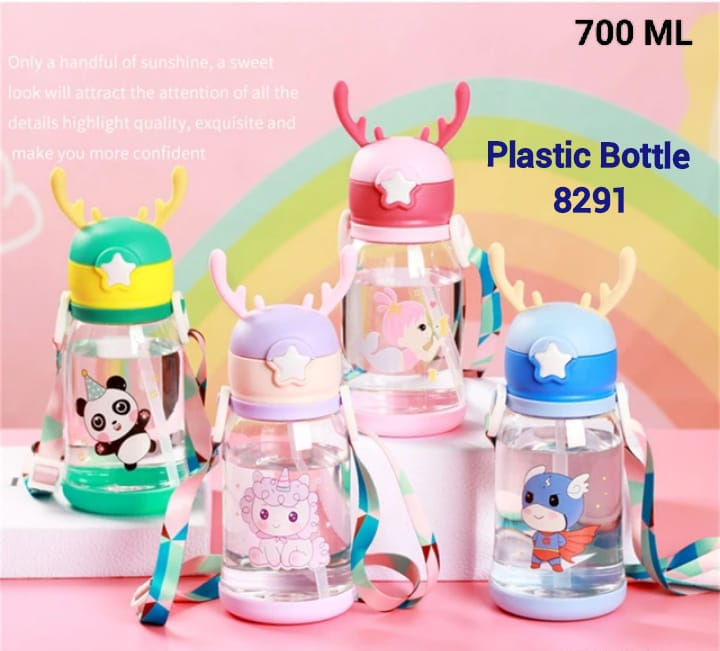 700 ML
Only a handful of sunshine, a sweet
look will attract the attention of all the
details highlight quality, exquisite and
make you more confident
Plastic Bottle
8291